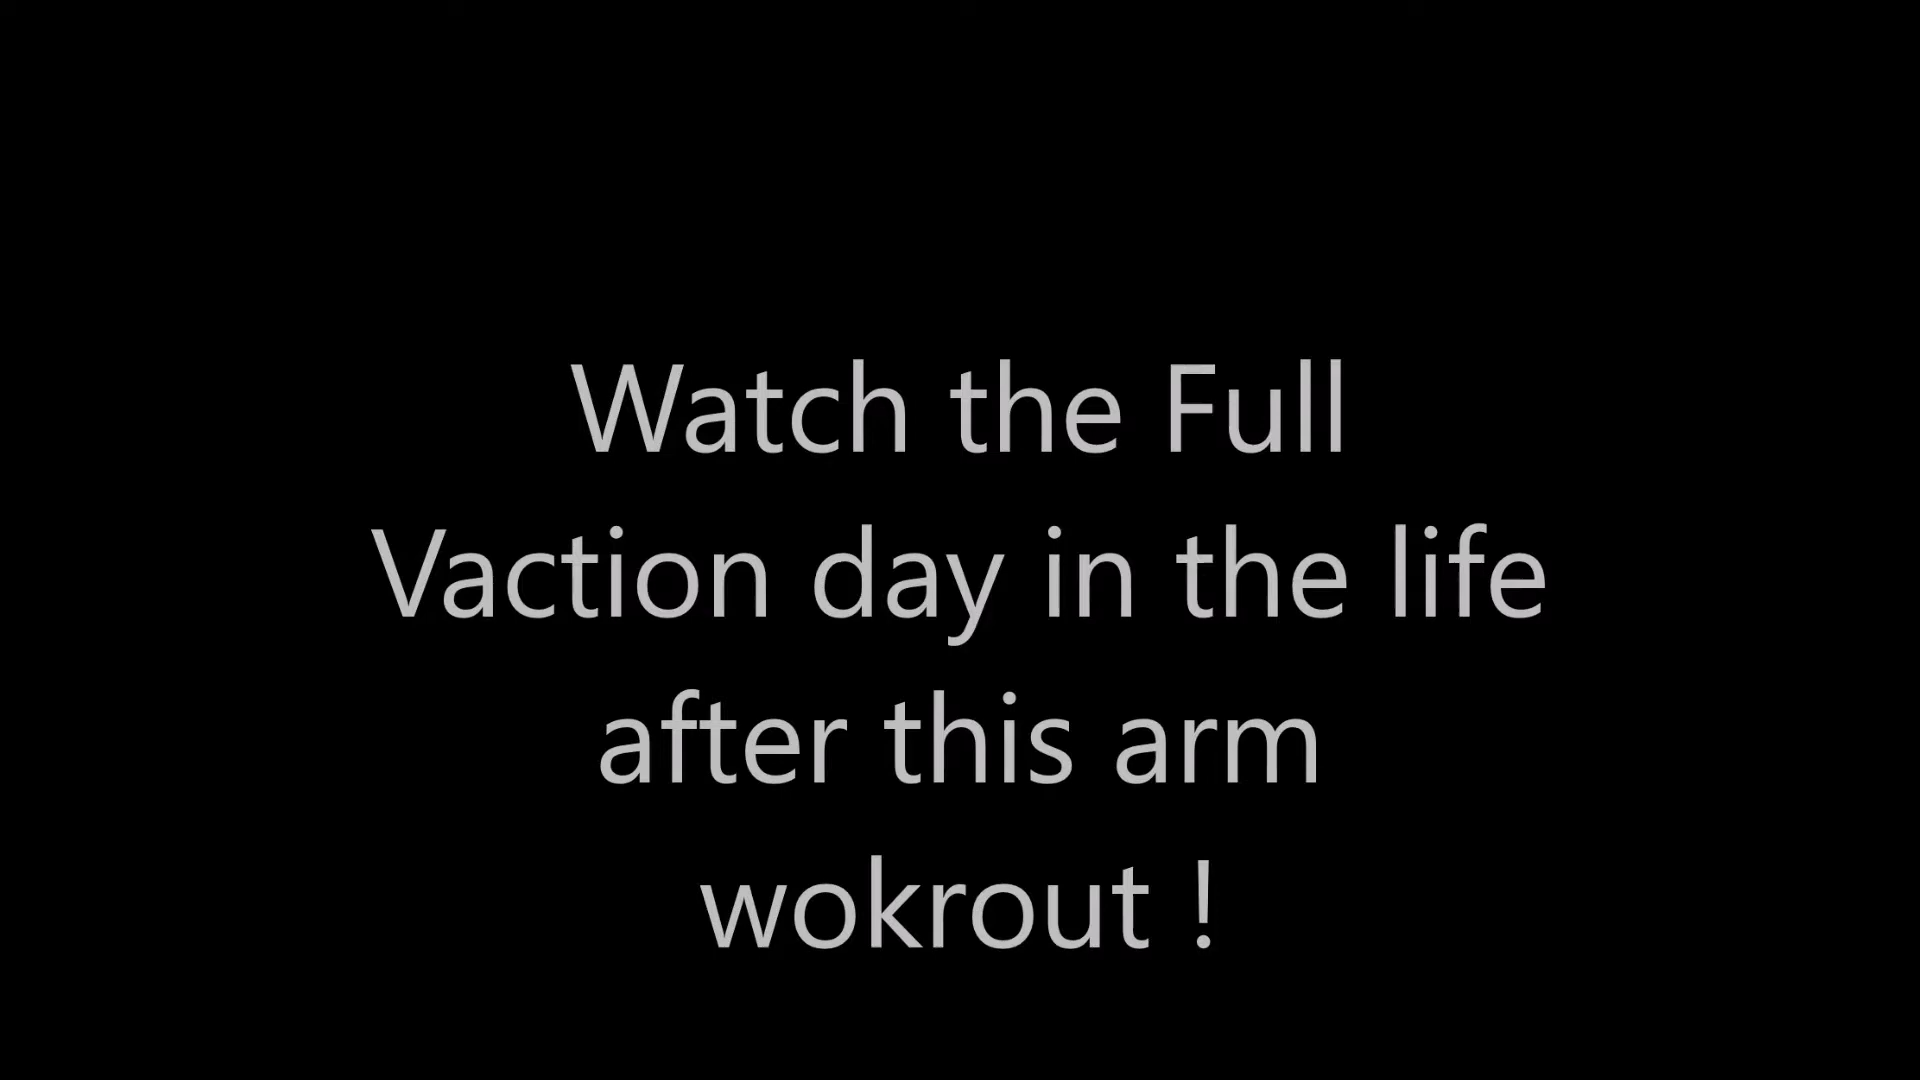 Watch the Full
Vaction day in the life
after this arm
wokrout !